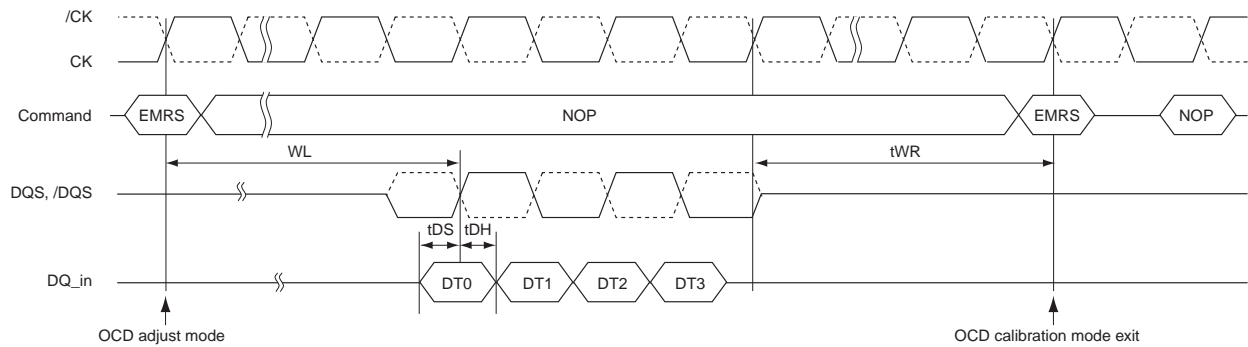 /CK
CK
Command
EMRS
NOP
EMRS
NOP
WL
tWR
DQS, /DQS
tDS
tDH
DQ_in
DT0
DT1
DT2
DT3
OCD adjust mode
OCD calibration mode exit